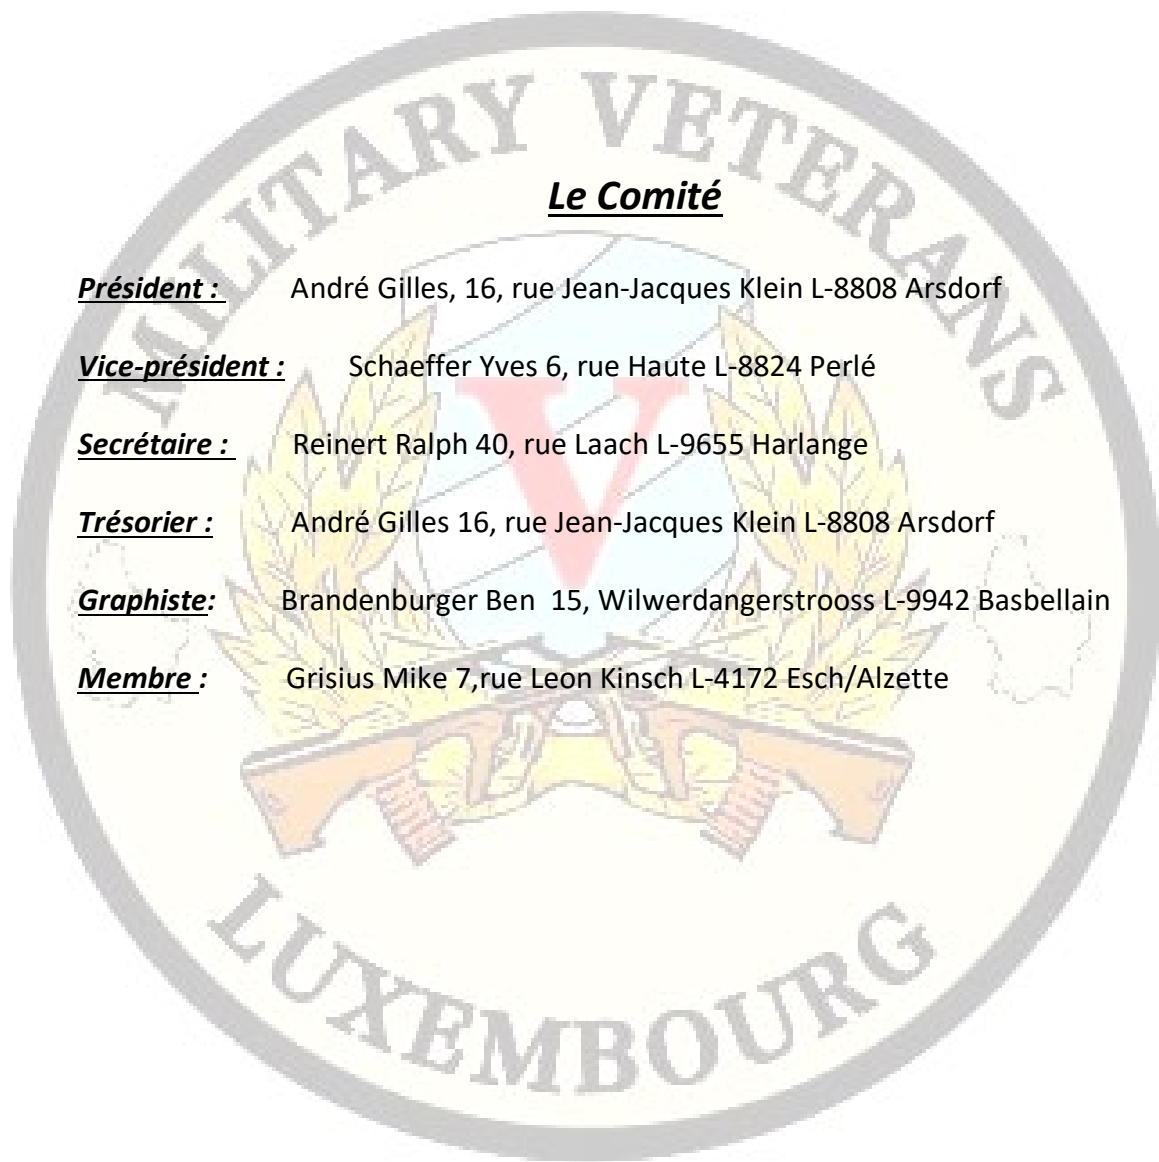 MILITARY VETERANS
Le Comité
Président : André Gilles, 16, rue Jean-Jacques Klein L-8808 Arsdorf
Vice-président : Schaeffer Yves 6, rue Haute L-8824 Perlé
Secrétaire : Reinert Ralph 40, rue Laach L-9655 Harlange
Trésorier : André Gilles 16, rue Jean-Jacques Klein L-8808 Arsdorf
Graphiste: Brandenburger Ben 15, Wilwerdangerstrooss L-9942 Basbellain
Membre : Grisius Mike 7,rue Leon Kinsch L-4172 Esch/Alzette
V
LUXEMBOURG